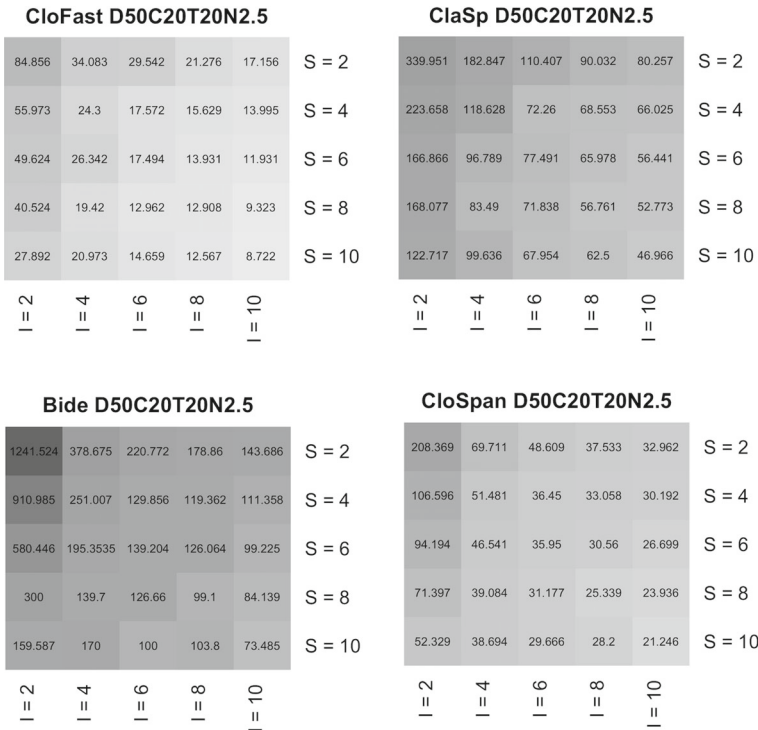 CloFast D50C20T20N2.5
84.856 34.083 29.542 21.276 17.156 S = 2
55.973 24.3 17.572 15.629 13.995 S = 4
49.624 26.342 17.494 13.931 11.931 S = 6
40.524 19.42 12.962 12.908 9.323 S = 8
27.892 20.973 14.659 12.567 8.722 S = 10
I = 2 I = 4 I = 6 I = 8 I = 10
ClaSp D50C20T20N2.5
339.951 182.847 110.407 90.032 80.257 S = 2
223.658 118.628 72.26 68.553 66.025 S = 4
166.866 96.789 77.491 65.978 56.441 S = 6
168.077 83.49 71.838 56.761 52.773 S = 8
122.717 99.636 67.954 62.5 46.966 S = 10
I = 2 I = 4 I = 6 I = 8 I = 10
Bide D50C20T20N2.5
1241.524 378.675 220.772 178.86 143.686 S = 2
910.985 251.007 129.856 119.362 111.358 S = 4
580.446 195.3535 139.204 126.064 99.225 S = 6
300 139.7 126.66 99.1 84.139 S = 8
159.587 170 100 103.8 73.485 S = 10
I = 2 I = 4 I = 6 I = 8 I = 10
CloSpan D50C20T20N2.5
208.369 69.711 48.609 37.533 32.962 S = 2
106.596 51.481 36.45 33.058 30.192 S = 4
94.194 46.541 35.95 30.56 26.699 S = 6
71.397 39.084 31.177 25.339 23.936 S = 8
52.329 38.694 29.666 28.2 21.246 S = 10
I = 2 I = 4 I = 6 I = 8 I = 10